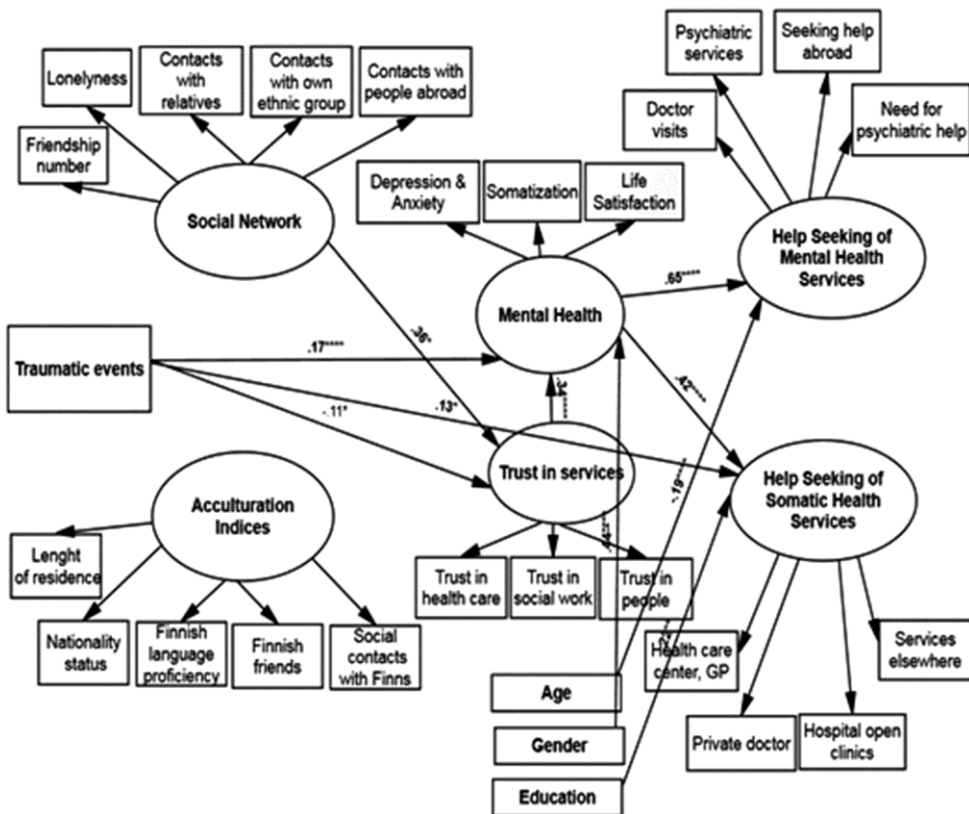 Psychiatric
services
Seeking help
abroad
Lonelyness
Contacts
with
relatives
Contacts
with own
ethnic group
Contacts with
people abroad
Doctor
visits
Need for
psychiatric help
Friendship
number
Social Network
Depression &
Anxiety
Somatization
Life
Satisfaction
Help Seeking of
Mental Health
Services
Mental Health
.65****
.36*
Traumatic events
.17****
.42****
.34****
-.11*
.13*
Trust in services
-.19****
Acculturation
Indices
Help Seeking of
Somatic Health
Services
Lenght
of residence
Trust in
health care
Trust in
social work
Trust in
people
Nationality
status
Finnish
language
proficiency
Finnish
friends
Social
contacts
with Finns
Health care
center, GP
Services
elsewhere
Age
Gender
Education
Private doctor
Hospital open
clinics